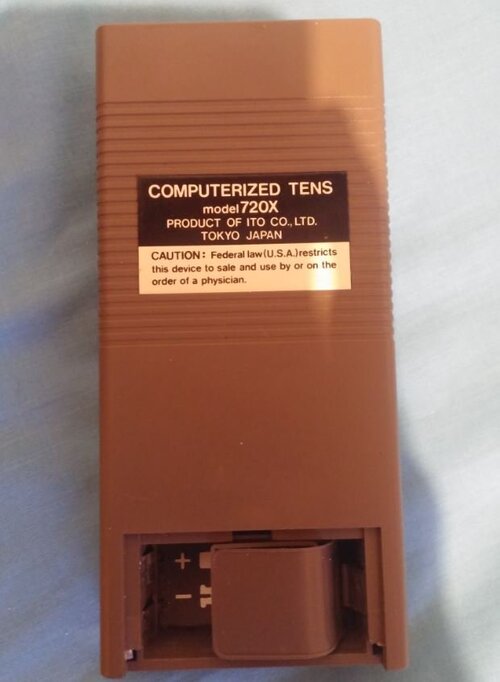 COMPUTERIZED TENS
model 720X
PRODUCT OF ITO CO., LTD.
TOKYO JAPAN
CAUTION: Federal law (U.S.A.) restricts
this device to sale and use by or on the
order of a physician.
+
−